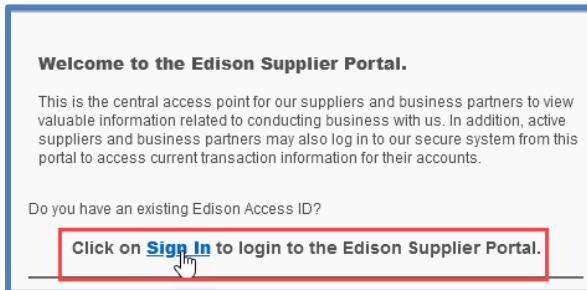 Welcome to the Edison Supplier Portal.
This is the central access point for our suppliers and business partners to view
valuable information related to conducting business with us. In addition, active
suppliers and business partners may also log in to our secure system from this
portal to access current transaction information for their accounts.
Do you have an existing Edison Access ID?
Click on Sign In to login to the Edison Supplier Portal.